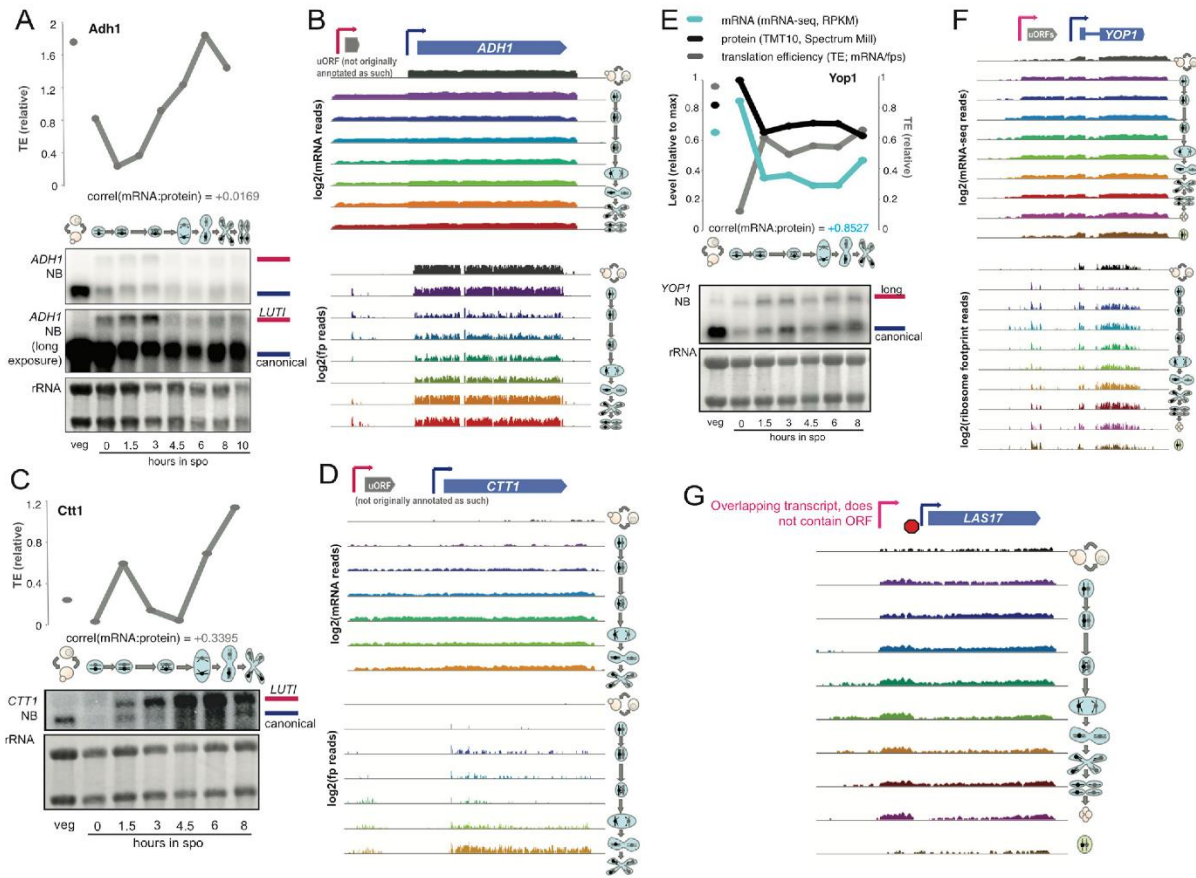 A
Adh1
TE (relative)
2
1.6
1.2
0.8
0.4
0
correl(mRNA:protein) = +0.0169
ADH1
NB
ADH1
NB
(long
exposure)
LUTI
canonical
rRNA
veg 0 1.5 3 4.5 6 8 10
hours in spo
B
ADH1
uORF (not originally
annotated as such)
log2(mRNA reads)
log2(fp reads)
C
Ctt1
TE (relative)
1.2
0.8
0.4
0
correl(mRNA:protein) = +0.3395
CTT1
NB
LUTI
canonical
rRNA
veg 0 1.5 3 4.5 6 8
hours in spo
D
uORF
CTT1
(not originally annotated as such)
log2(mRNA reads)
log2(fp reads)
E
mRNA (mRNA-seq, RPKM)
protein (TMT10, Spectrum Mill)
translation efficiency (TE; mRNA/fps)
Yop1
Level (relative to max)
1
0.8
0.6
0.4
0.2
0
1
0.8
0.6
0.4
0.2
0
TE (relative)
correl(mRNA:protein) = +0.8527
YOP1
NB
long
canonical
rRNA
veg 0 1.5 3 4.5 6 8
hours in spo
F
uORFs
YOP1
log2(mRNA-seq reads)
log2(ribosome footprint reads)
G
Overlapping transcript, does
not contain ORF
LAS17